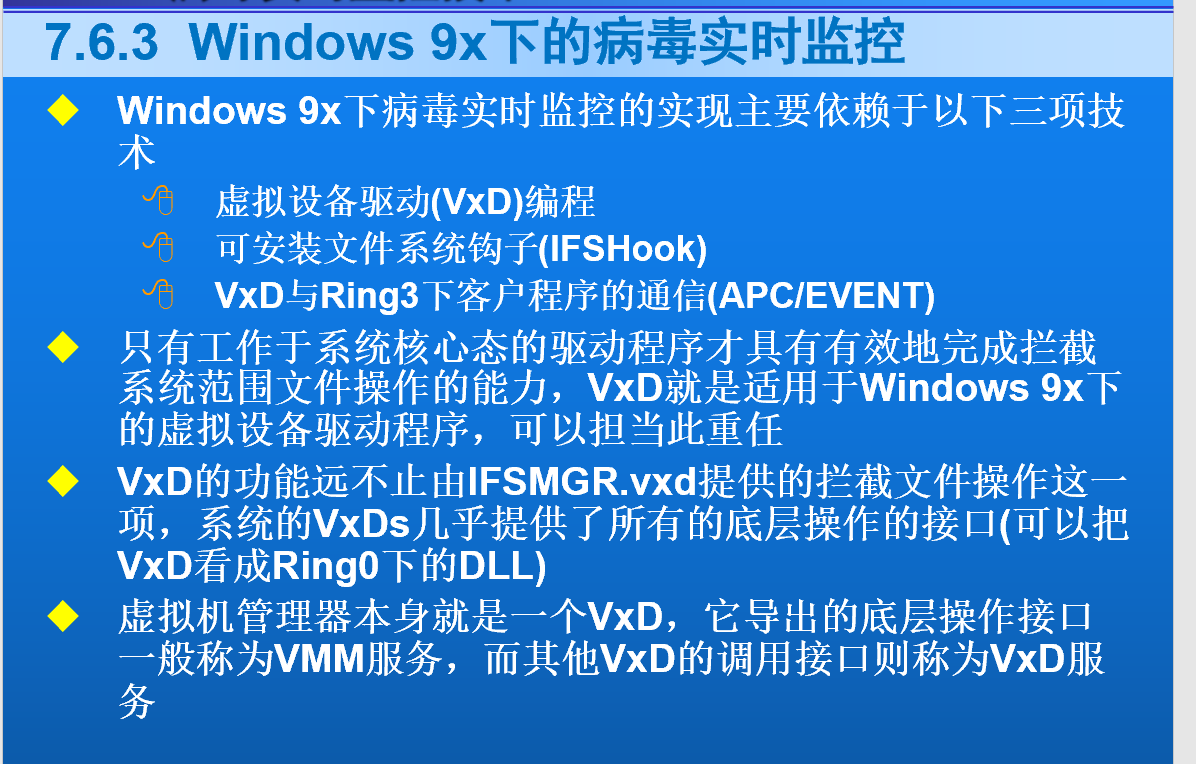 7.6.3 Windows 9x下的病毒实时监控
Windows 9x下病毒实时监控的实现主要依赖于以下三项技
术
虚拟设备驱动(VxD)编程
可安装文件系统钩子(IFSHook)
VxD与Ring3下客户程序的通信(APC/EVENT)
只有工作于系统核心态的驱动程序才具有有效地完成拦截
系统范围文件操作的能力，VxD就是适用于Windows 9x下
的虚拟设备驱动程序，可以担当此重任
VxD的功能远不止由IFSMGR.vxd提供的拦截文件操作这一
项，系统的VxDs几乎提供了所有的底层操作的接口(可以把
VxD看成Ring0下的DLL)
虚拟机管理器本身就是一个VxD，它导出的底层操作接口
一般称为VMM服务，而其他VxD的调用接口则称为VxD服
务